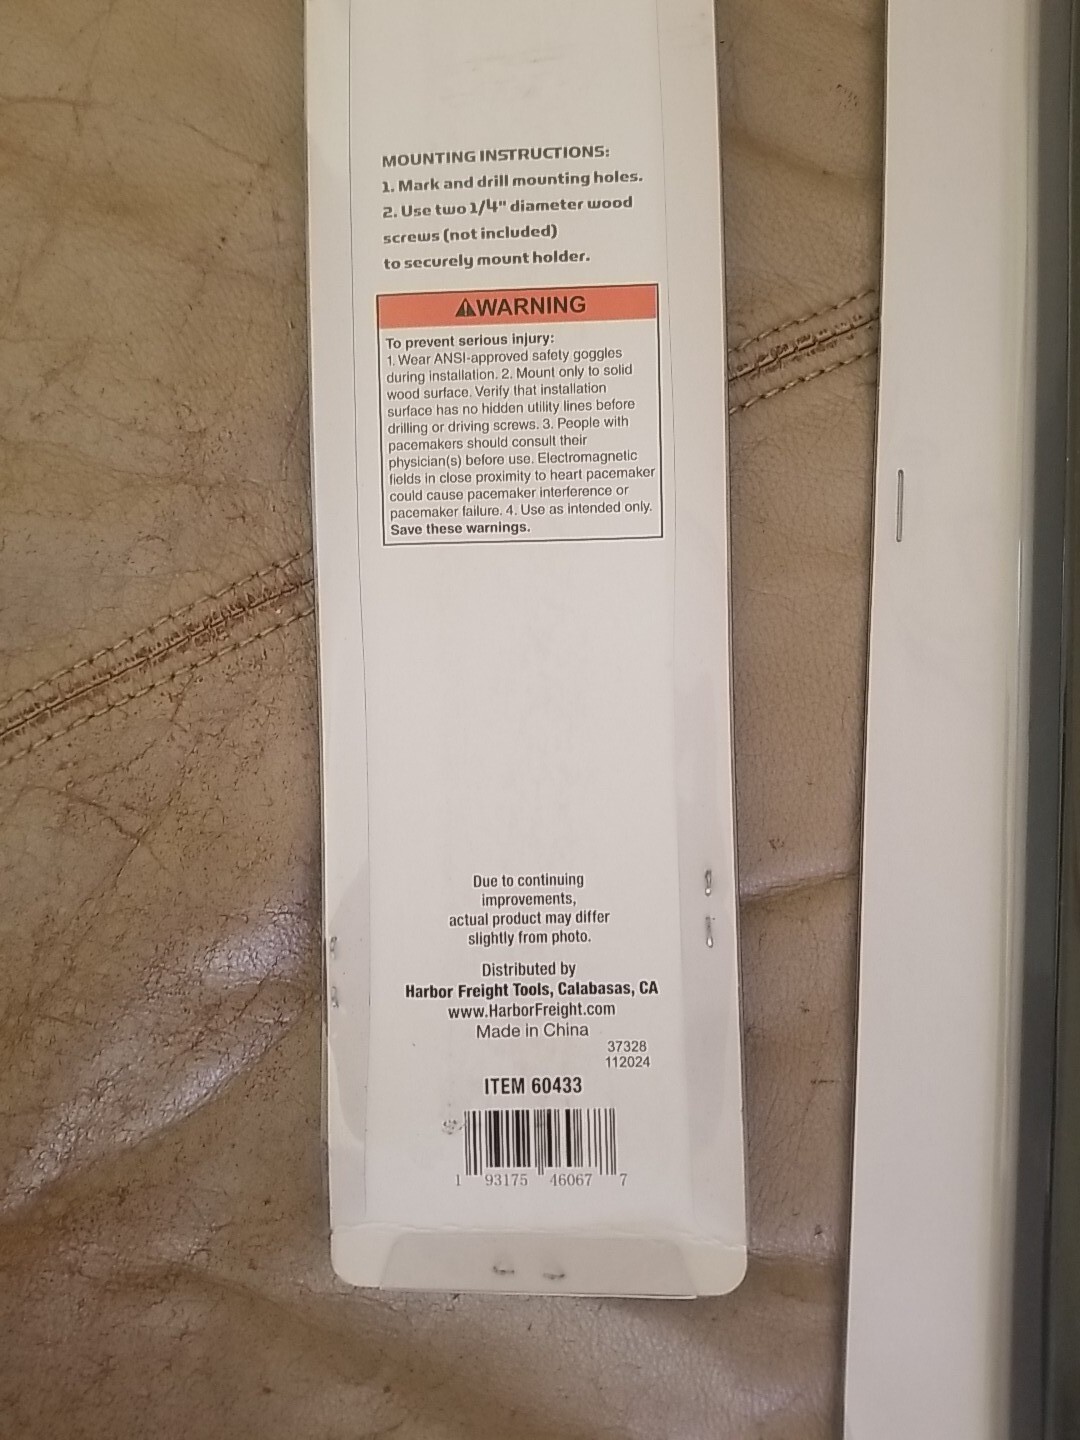 MOUNTING INSTRUCTIONS:
1. Mark and drill mounting holes.
2. Use two 1/4" diameter wood
screws (not included)
to securely mount holder.
⚠WARNING
To prevent serious injury:
1. Wear ANSI-approved safety goggles
during installation. 2. Mount only to solid
wood surface. Verify that installation
surface has no hidden utility lines before
drilling or driving screws. 3. People with
pacemakers should consult their
physician(s) before use. Electromagnetic
fields in close proximity to heart pacemaker
could cause pacemaker interference or
pacemaker failure. 4. Use as intended only.
Save these warnings.
Due to continuing
improvements,
actual product may differ
slightly from photo.
Distributed by
Harbor Freight Tools, Calabasas, CA
www.HarborFreight.com
Made in China
37328
112024
ITEM 60433
1 93175 46067 7